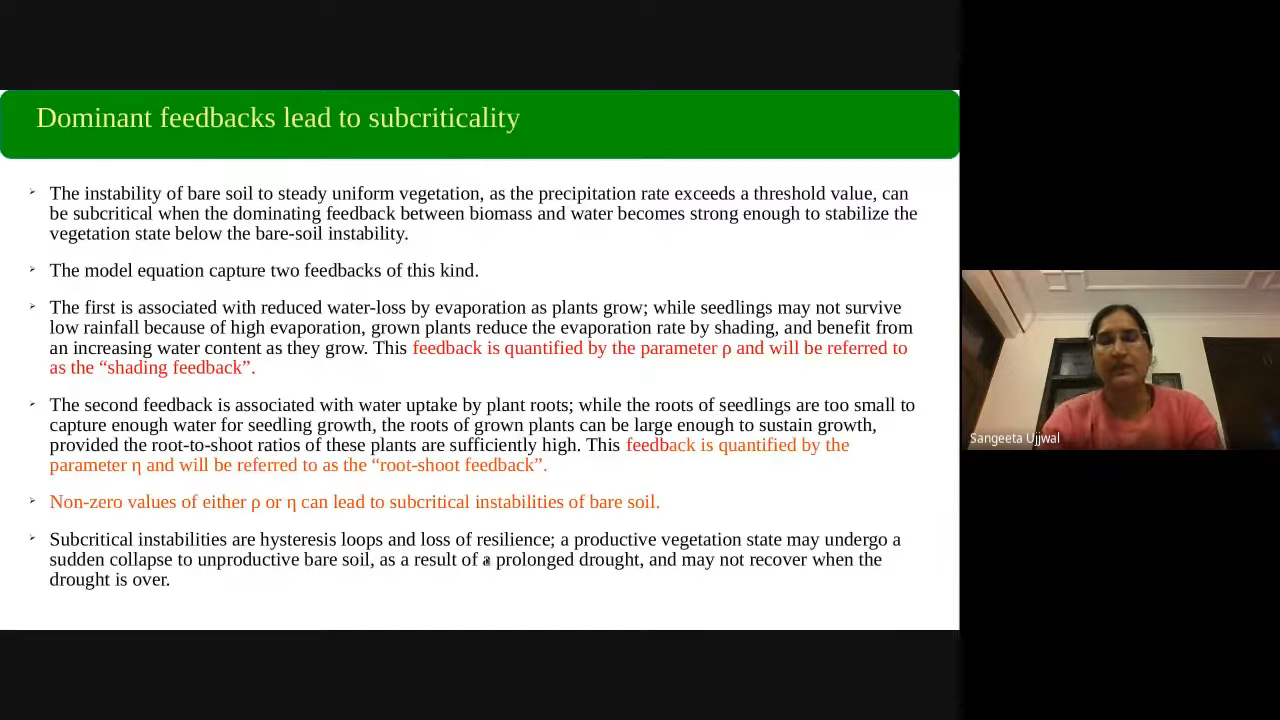 Dominant feedbacks lead to subcriticality
The instability of bare soil to steady uniform vegetation, as the precipitation rate exceeds a threshold value, can
be subcritical when the dominating feedback between biomass and water becomes strong enough to stabilize the
vegetation state below the bare-soil instability.
The model equation capture two feedbacks of this kind.
The first is associated with reduced water-loss by evaporation as plants grow; while seedlings may not survive
low rainfall because of high evaporation, grown plants reduce the evaporation rate by shading, and benefit from
an increasing water content as they grow. This feedback is quantified by the parameter ρ and will be referred to
as the “shading feedback”.
The second feedback is associated with water uptake by plant roots; while the roots of seedlings are too small to
capture enough water for seedling growth, the roots of grown plants can be large enough to sustain growth,
provided the root-to-shoot ratios of these plants are sufficiently high. This feedback is quantified by the
parameter η and will be referred to as the “root-shoot feedback”.
Non-zero values of either ρ or η can lead to subcritical instabilities of bare soil.
Subcritical instabilities are hysteresis loops and loss of resilience; a productive vegetation state may undergo a
sudden collapse to unproductive bare soil, as a result of a prolonged drought, and may not recover when the
drought is over.
Sangeeta Ujjwal